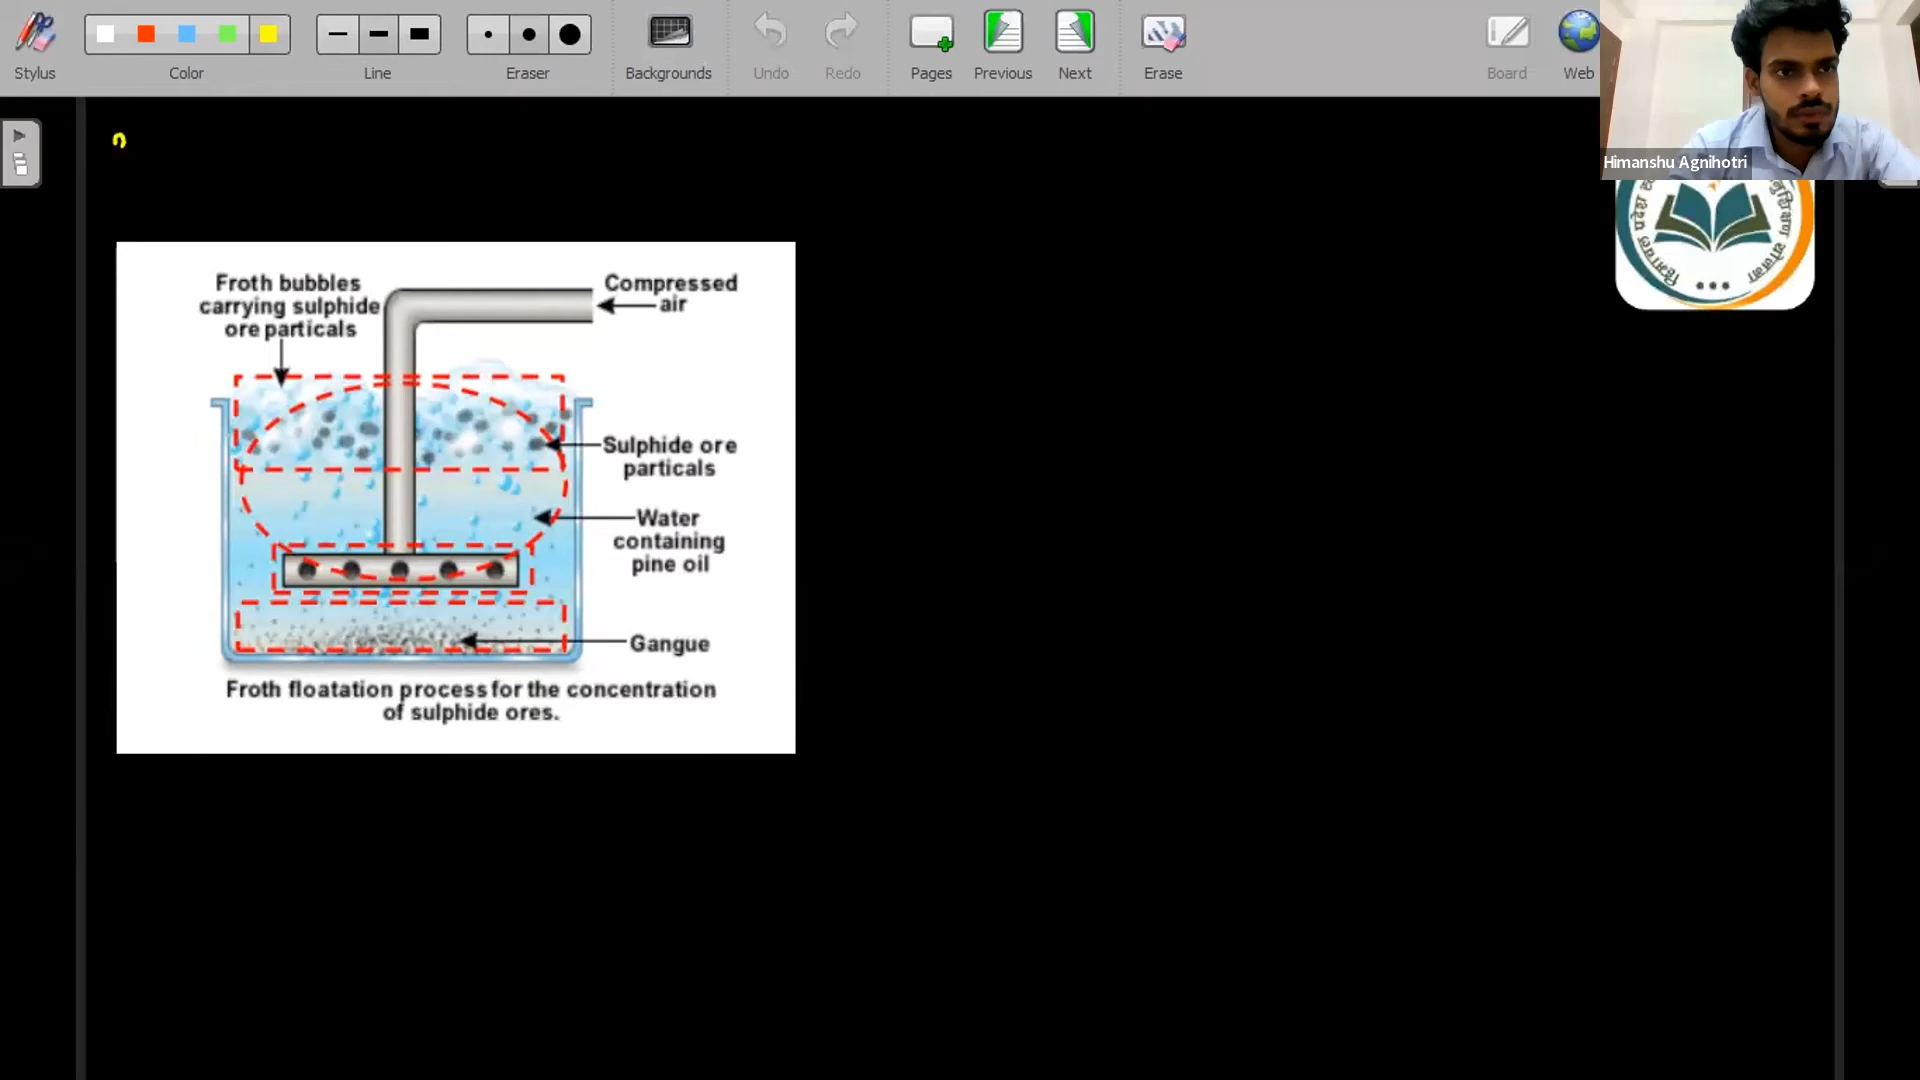 Stylus
Color
Line
Eraser
Backgrounds
Undo
Redo
Pages
Previous
Next
Erase
Board
Web
Himanshu Agnihotri
Froth bubbles
carrying sulphide
ore particals
Compressed
air
Sulphide ore
particals
Water
containing
pine oil
Gangue
Froth floatation process for the concentration
of sulphide ores.